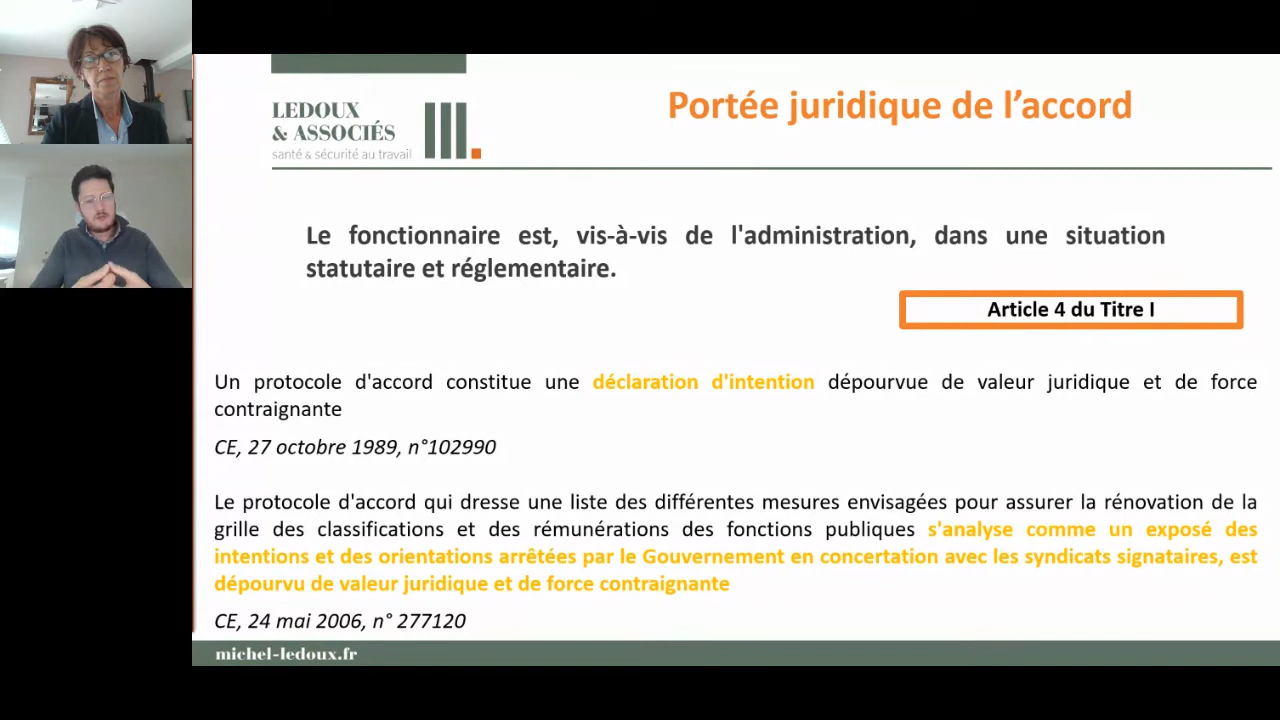 LEDOUX
& ASSOCIÉS
santé & sécurité au travail
Portée juridique de l’accord
Le fonctionnaire est, vis-à-vis de l'administration, dans une situation
statutaire et réglementaire.
Article 4 du Titre I
Un protocole d'accord constitue une déclaration d'intention dépourvue de valeur juridique et de force
contraignante
CE, 27 octobre 1989, n°102990
Le protocole d'accord qui dresse une liste des différentes mesures envisagées pour assurer la rénovation de la
grille des classifications et des rémunérations des fonctions publiques s'analyse comme un exposé des
intentions et des orientations arrêtées par le Gouvernement en concertation avec les syndicats signataires, est
dépourvu de valeur juridique et de force contraignante
CE, 24 mai 2006, n° 277120
michel-ledoux.fr